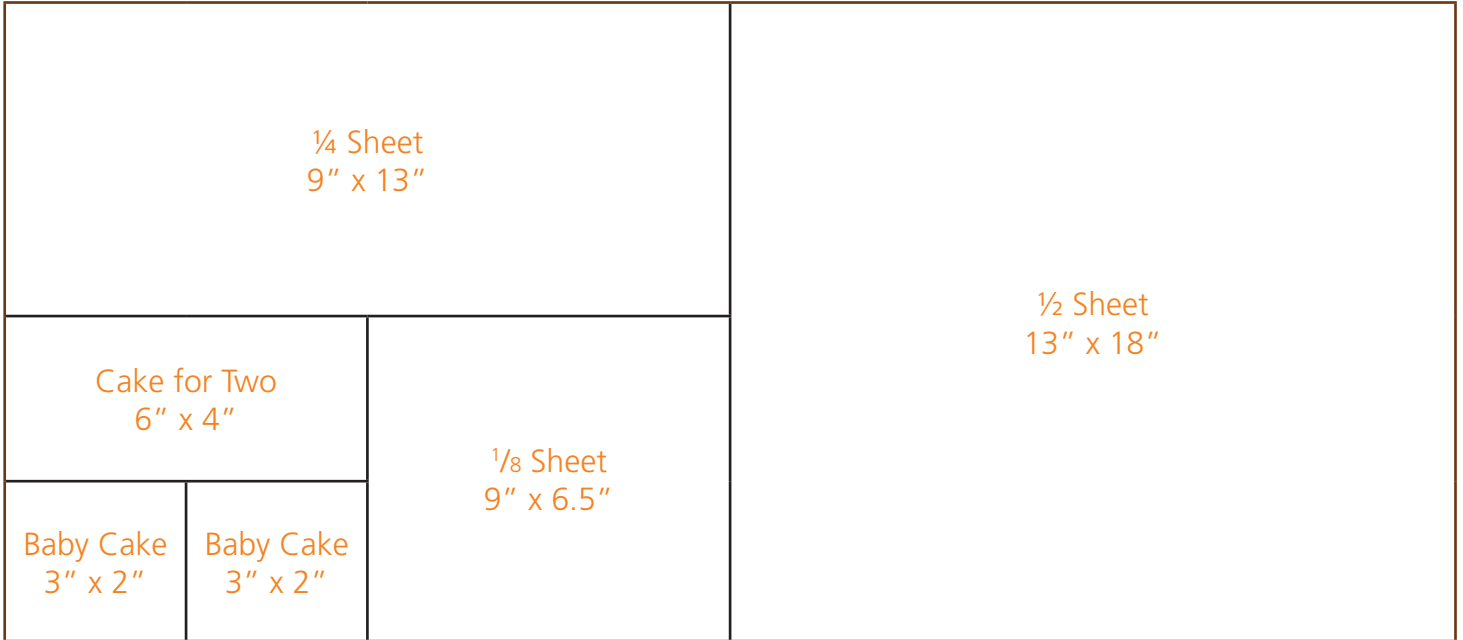 ¼ Sheet
9” x 13”
½ Sheet
13” x 18”
Cake for Two
6” x 4”
1/8 Sheet
9” x 6.5”
Baby Cake
3” x 2”
Baby Cake
3” x 2”